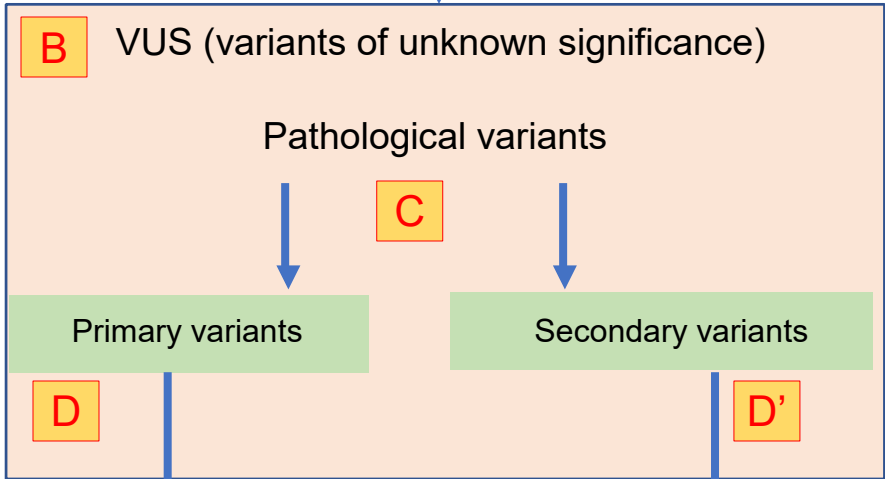 B VUS (variants of unknown significance)
Pathological variants
C
Primary variants Secondary variants
D D’